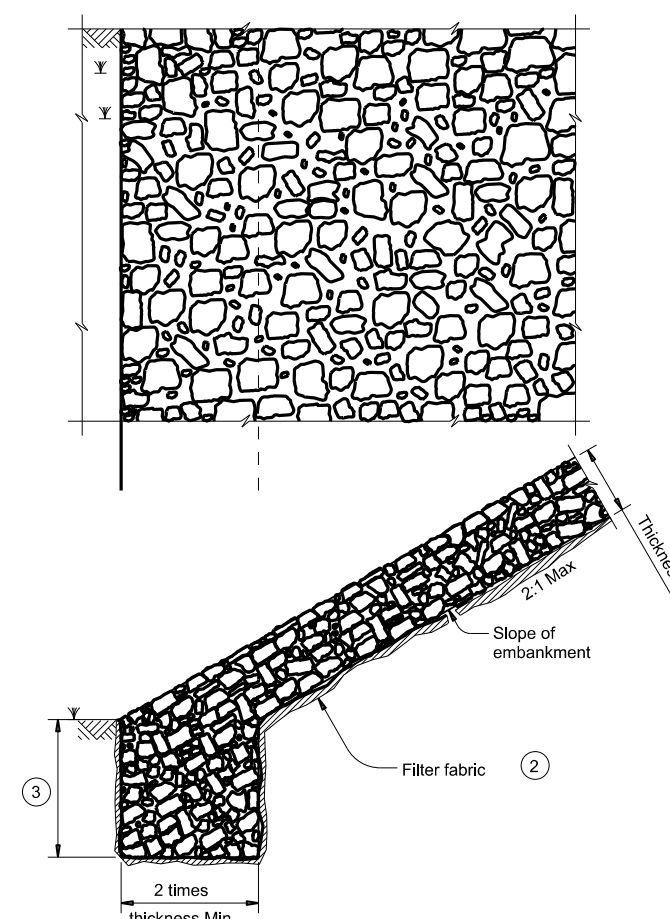 Thickness
2:1 Max
Slope of
embankment
Filter fabric
2
3
2 times
thickness Min